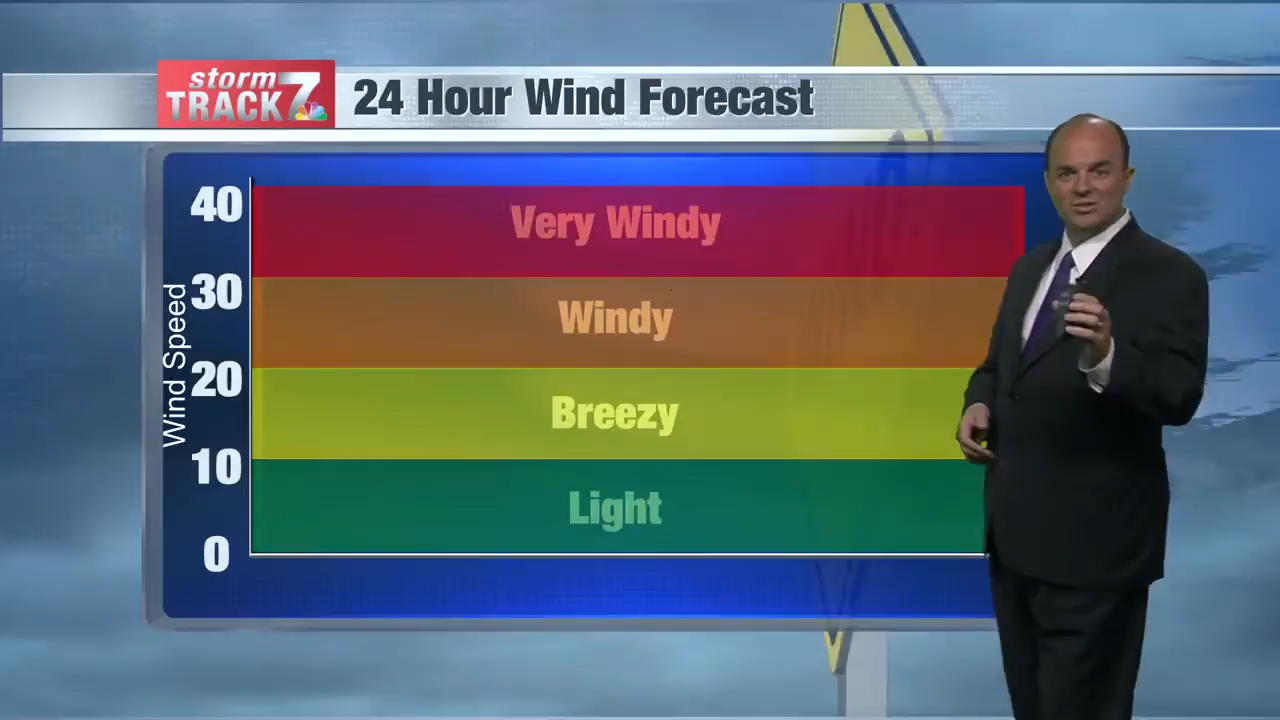 storm
TRACK 7
24 Hour Wind Forecast
Wind Speed
40
30
20
10
0
Very Windy
Windy
Breezy
Light